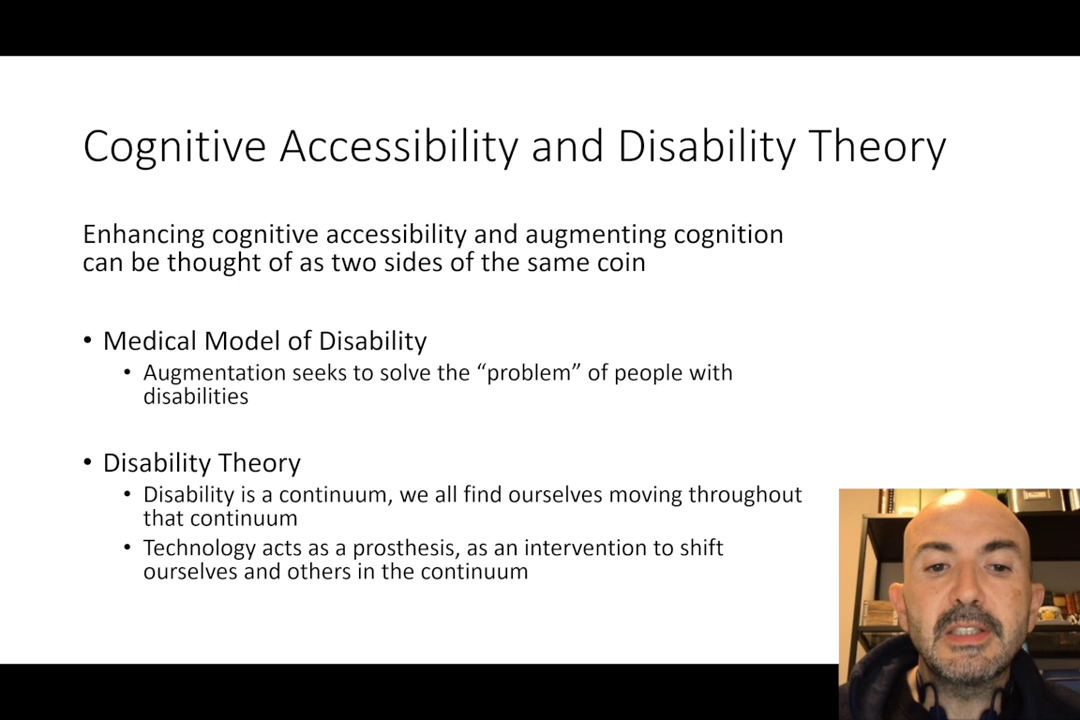 Cognitive Accessibility and Disability Theory
Enhancing cognitive accessibility and augmenting cognition
can be thought of as two sides of the same coin
• Medical Model of Disability
• Augmentation seeks to solve the “problem” of people with
disabilities
• Disability Theory
• Disability is a continuum, we all find ourselves moving throughout
that continuum
• Technology acts as a prosthesis, as an intervention to shift
ourselves and others in the continuum